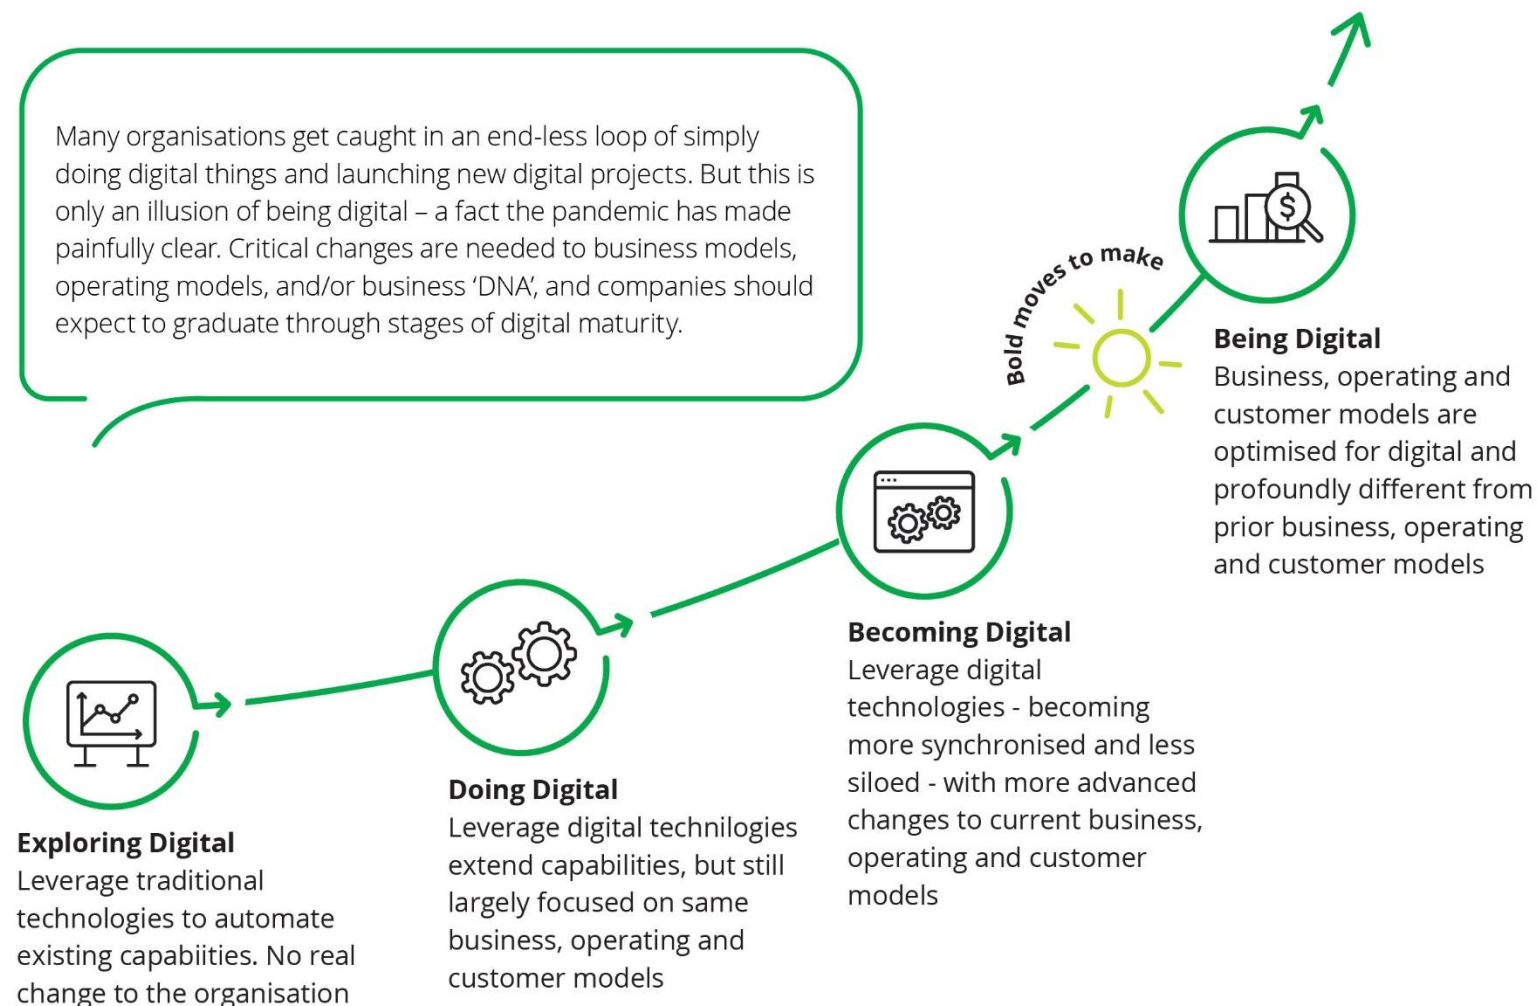 Many organisations get caught in an end-less loop of simply
doing digital things and launching new digital projects. But this is
only an illusion of being digital – a fact the pandemic has made
painfully clear. Critical changes are needed to business models,
operating models, and/or business ‘DNA’, and companies should
expect to graduate through stages of digital maturity.
Exploring Digital
Leverage traditional
technologies to automate
existing capabiities. No real
change to the organisation
Doing Digital
Leverage digital technilogies
extend capabilities, but still
largely focused on same
business, operating and
customer models
Becoming Digital
Leverage digital
technologies - becoming
more synchronised and less
siloed - with more advanced
changes to current business,
operating and customer
models
Bold moves to make
$
Being Digital
Business, operating and
customer models are
optimised for digital and
profoundly different from
prior business, operating
and customer models